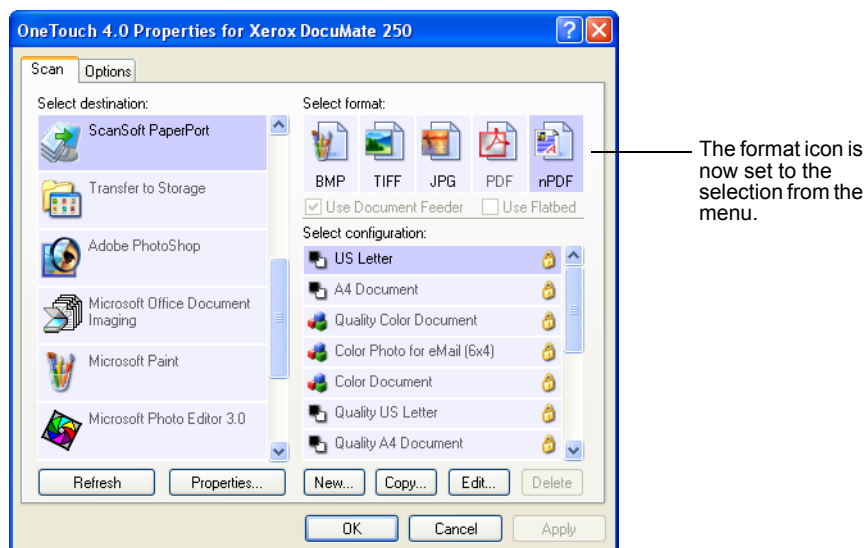 OneTouch 4.0 Properties for Xerox DocuMate 250
Scan
Options
Select destination:
ScanSoft PaperPort
Transfer to Storage
Adobe PhotoShop
Microsoft Office Document
Imaging
Microsoft Paint
Microsoft Photo Editor 3.0
Refresh
Properties...
Select format:
BMP
TIFF
JPG
PDF
nPDF
Use Document Feeder
Use Flatbed
Select configuration:
US Letter
A4 Document
Quality Color Document
Color Photo for eMail (6x4)
Color Document
Quality US Letter
Quality A4 Document
New...
Copy...
Edit...
Delete
OK
Cancel
Apply
The format icon is
now set to the
selection from the
menu.